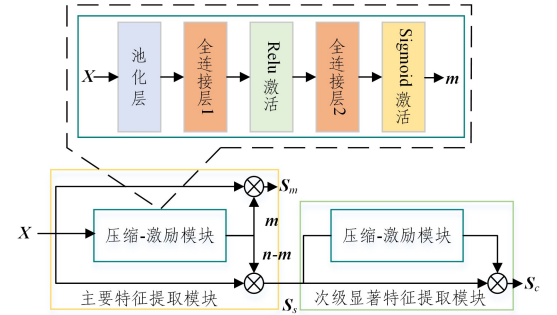 X
池化层
全连接层1
Relu激活
全连接层2
Sigmoid激活
m
X
压缩-激励模块
S_m
m
n-m
主要特征提取模块
S_s
压缩-激励模块
次级显著特征提取模块
S_c